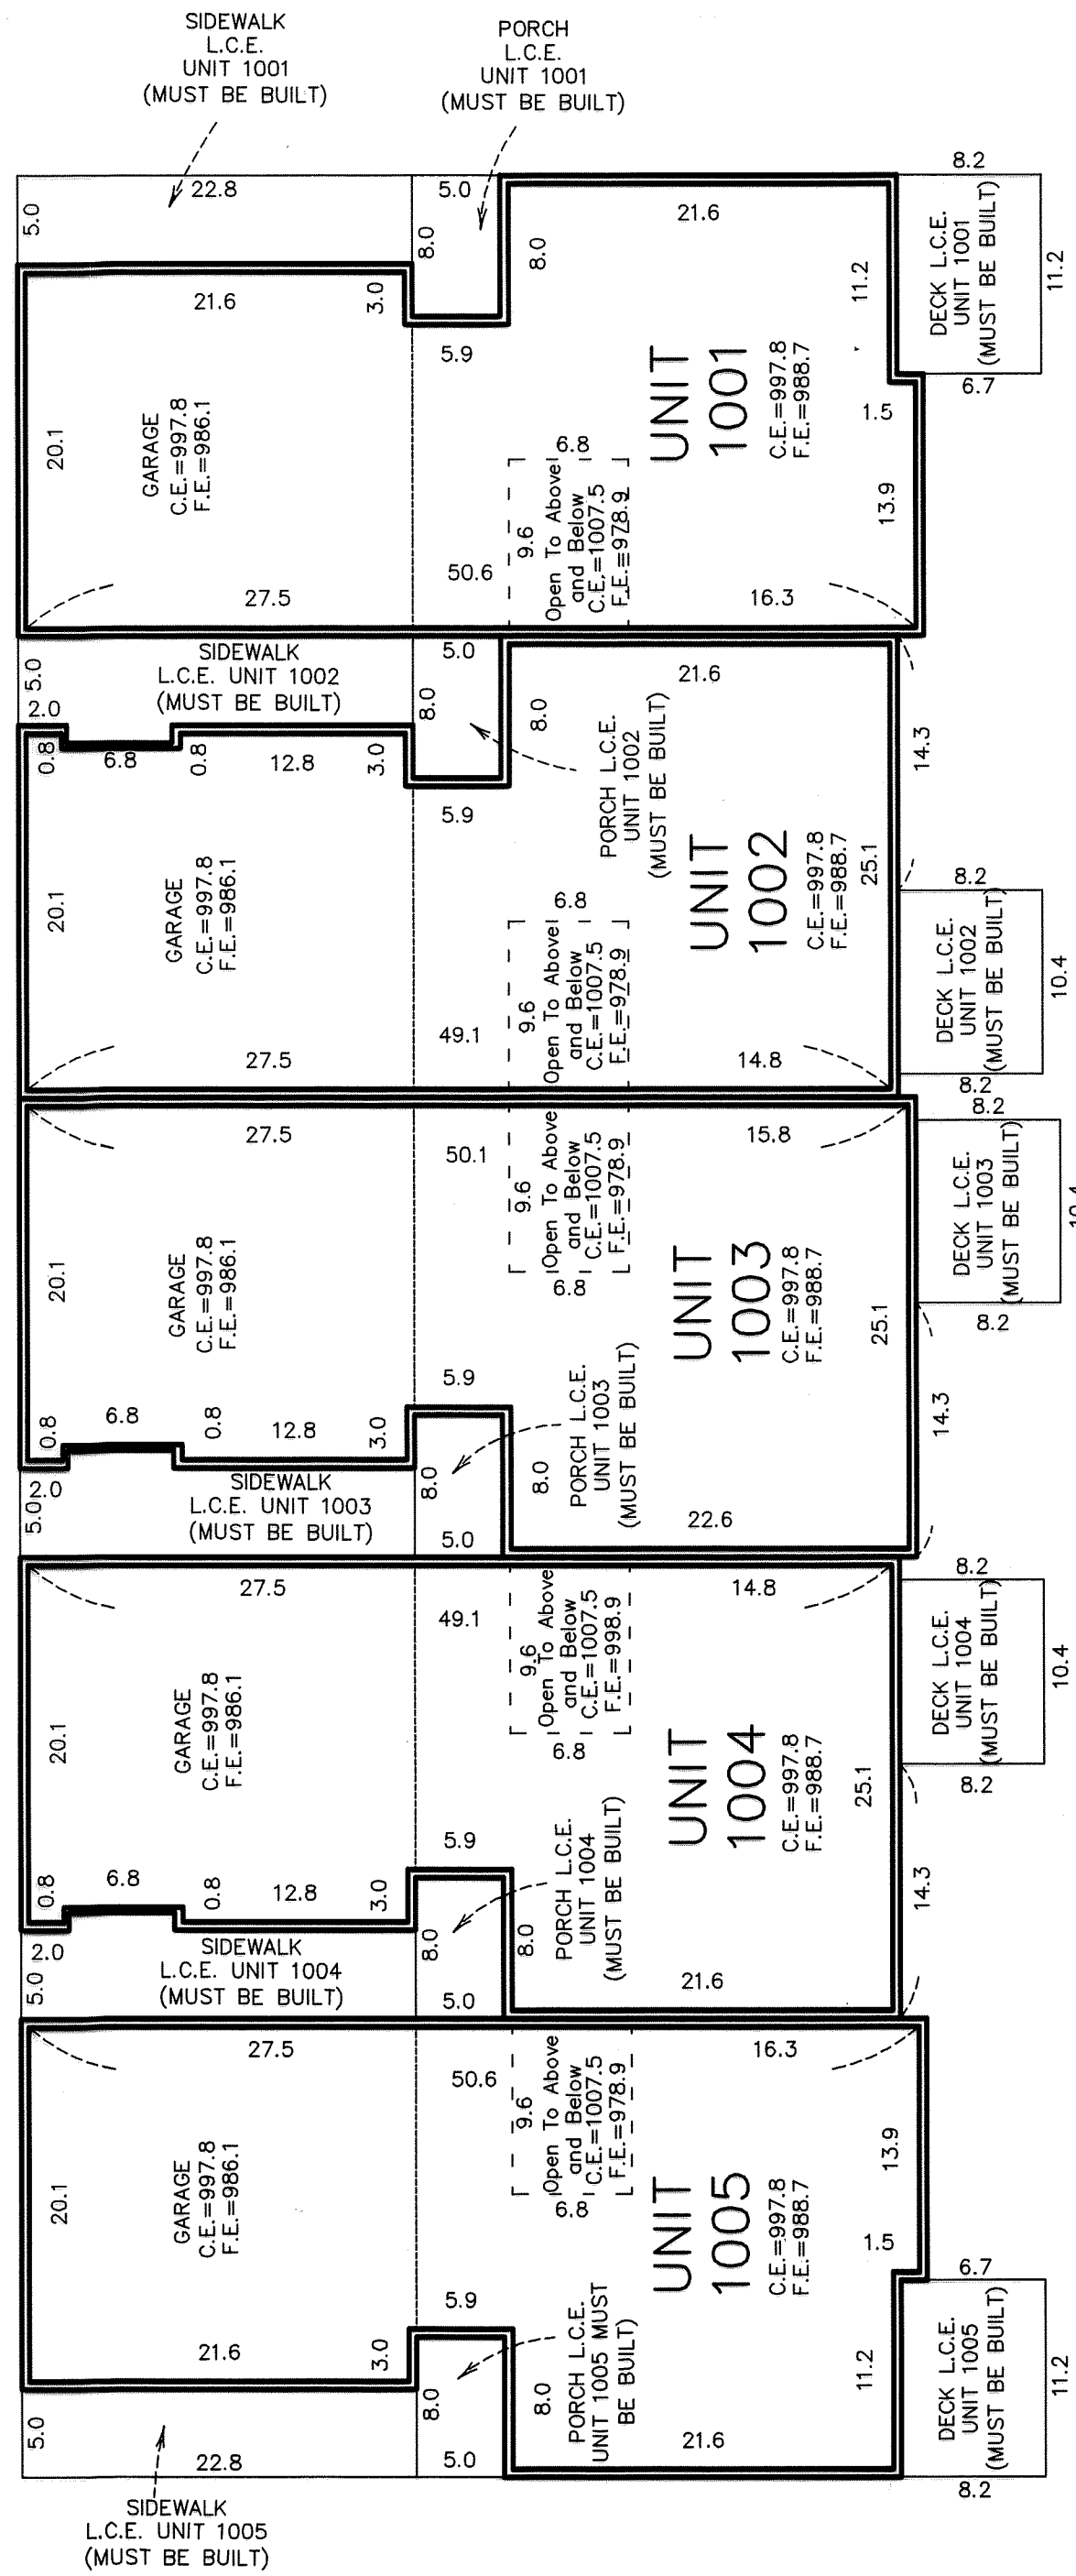 SIDEWALK
L.C.E.
UNIT 1001
(MUST BE BUILT)
PORCH
L.C.E.
UNIT 1001
(MUST BE BUILT)
5.0
22.8
5.0
8.0
8.2
DECK L.C.E.
UNIT 1001
(MUST BE BUILT)
11.2
6.7
21.6
3.0
8.0
21.6
11.2
20.1
GARAGE
C.E.=997.8
F.E.=986.1
5.9
UNIT
1001
C.E.=997.8
F.E.=988.7
1.5
13.9
6.8
9.6
Open To Above
and Below
C.E.=1007.5
F.E.=978.9
50.6
27.5
16.3
SIDEWALK
L.C.E. UNIT 1002
(MUST BE BUILT)
5.0
2.0
5.0
8.0
0.8
6.8
0.8
12.8
3.0
8.0
21.6
PORCH L.C.E.
UNIT 1002
(MUST BE BUILT)
14.3
20.1
GARAGE
C.E.=997.8
F.E.=986.1
5.9
UNIT
1002
C.E.=997.8
F.E.=988.7
25.1
8.2
DECK L.C.E.
UNIT 1002
(MUST BE BUILT)
10.4
8.2
6.8
9.6
Open To Above
and Below
C.E.=1007.5
F.E.=978.9
49.1
27.5
14.8
27.5
50.1
15.8
8.2
DECK L.C.E.
UNIT 1003
(MUST BE BUILT)
8.2
9.6
Open To Above
and Below
C.E.=1007.5
F.E.=978.9
6.8
20.1
GARAGE
C.E.=997.8
F.E.=986.1
UNIT
1003
C.E.=997.8
F.E.=988.7
25.1
14.3
5.9
0.8
6.8
0.8
12.8
3.0
8.0
8.0
PORCH L.C.E.
UNIT 1003
(MUST BE BUILT)
2.0
5.0
SIDEWALK
L.C.E. UNIT 1003
(MUST BE BUILT)
5.0
22.6
27.5
49.1
14.8
8.2
DECK L.C.E.
UNIT 1004
(MUST BE BUILT)
10.4
8.2
9.6
Open To Above
and Below
C.E.=1007.5
F.E.=998.9
6.8
20.1
GARAGE
C.E.=997.8
F.E.=986.1
UNIT
1004
C.E.=997.8
F.E.=988.7
25.1
14.3
5.9
0.8
6.8
0.8
12.8
3.0
8.0
8.0
PORCH L.C.E.
UNIT 1004
(MUST BE BUILT)
2.0
5.0
SIDEWALK
L.C.E. UNIT 1004
(MUST BE BUILT)
5.0
21.6
27.5
50.6
16.3
9.6
Open To Above
and Below
C.E.=1007.5
F.E.=978.9
6.8
20.1
GARAGE
C.E.=997.8
F.E.=986.1
UNIT
1005
C.E.=997.8
F.E.=988.7
13.9
1.5
6.7
5.9
21.6
3.0
8.0
8.0
PORCH L.C.E.
UNIT 1005 MUST
BE BUILT)
11.2
DECK L.C.E.
UNIT 1005
(MUST BE BUILT)
11.2
5.0
22.8
5.0
21.6
8.2
SIDEWALK
L.C.E. UNIT 1005
(MUST BE BUILT)